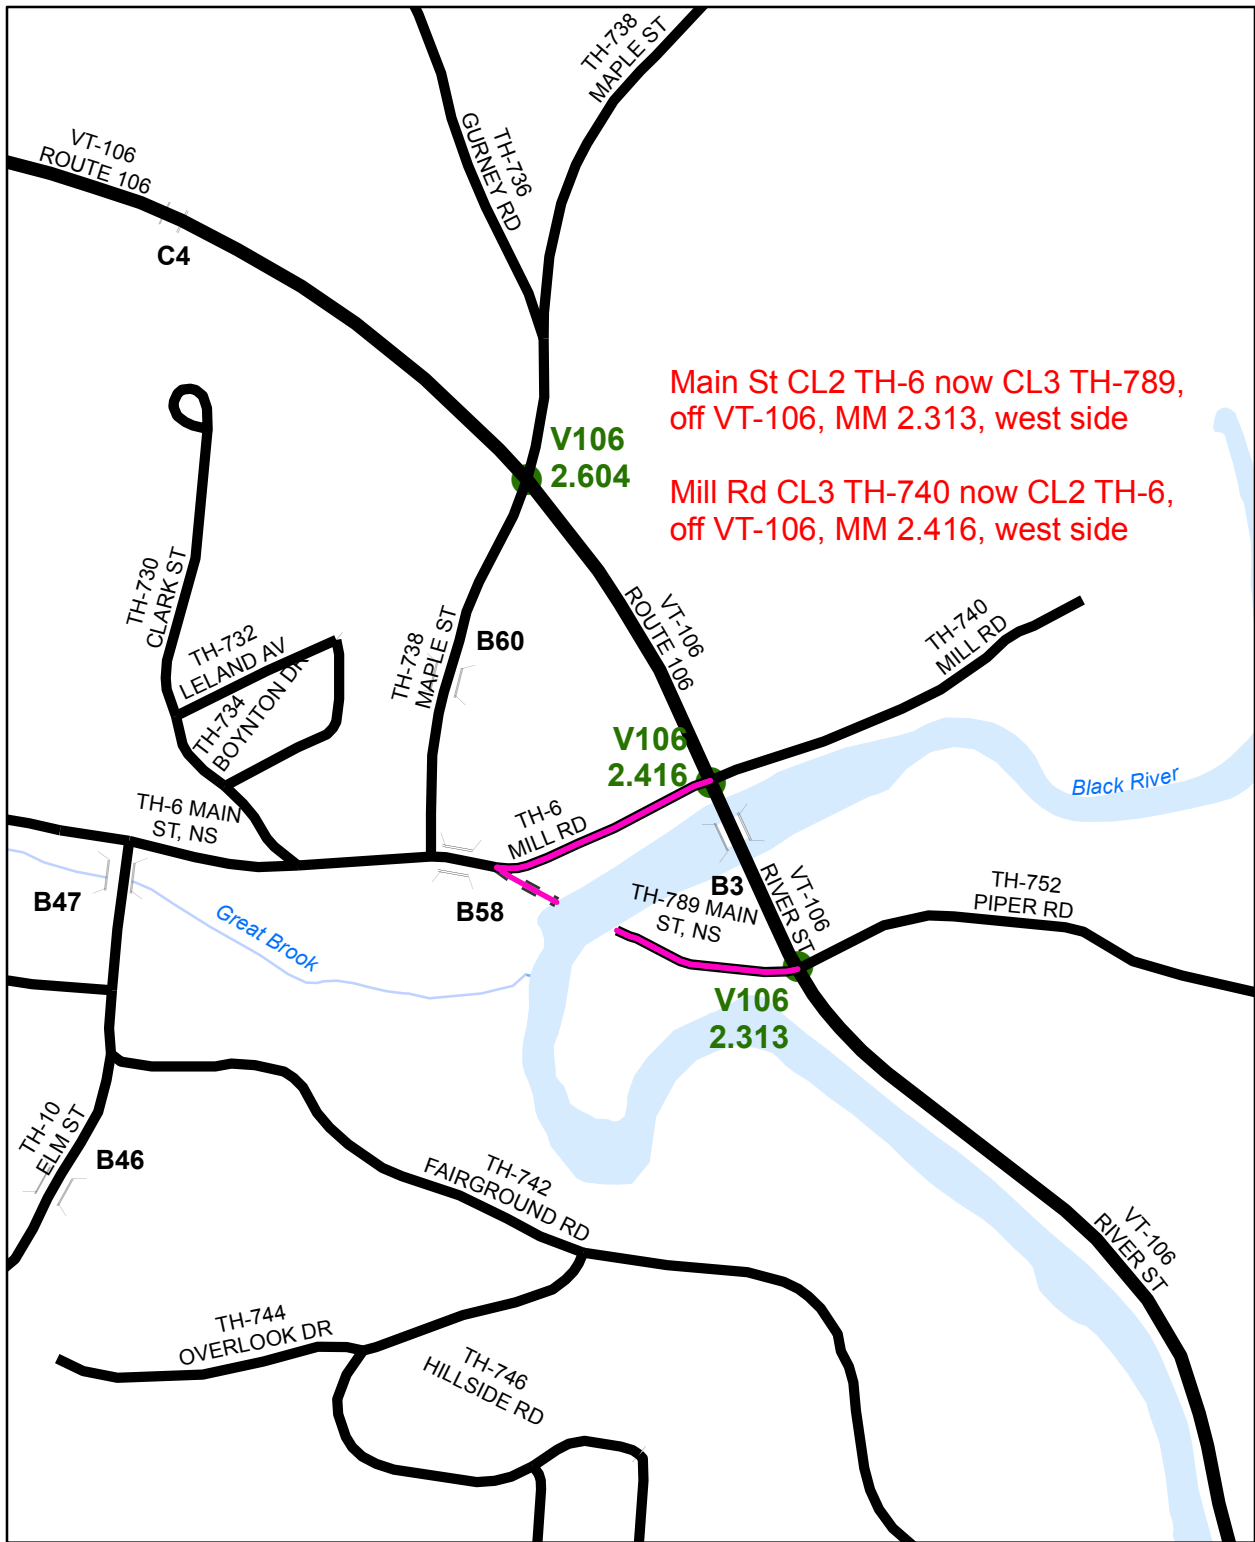 TH-738
MAPLE ST
TH-736
GURNEY RD
VT-106
ROUTE 106
C4
Main St CL2 TH-6 now CL3 TH-789,
off VT-106, MM 2.313, west side
V106
2.604
Mill Rd CL3 TH-740 now CL2 TH-6,
off VT-106, MM 2.416, west side
TH-730
CLARK ST
TH-732
LELAND AV
TH-734
BOYNTON DR
TH-738
MAPLE ST
B60
VT-106
ROUTE 106
TH-740
MILL RD
V106
2.416
Black River
TH-6 MAIN
ST, NS
TH-6
MILL RD
B47
B58
B3
TH-789 MAIN
ST, NS
VT-106
RIVER ST
TH-752
PIPER RD
Great Brook
V106
2.313
TH-10
ELM ST
B46
TH-742
FAIRGROUND RD
VT-106
RIVER ST
TH-744
OVERLOOK DR
TH-746
HILLSIDE RD